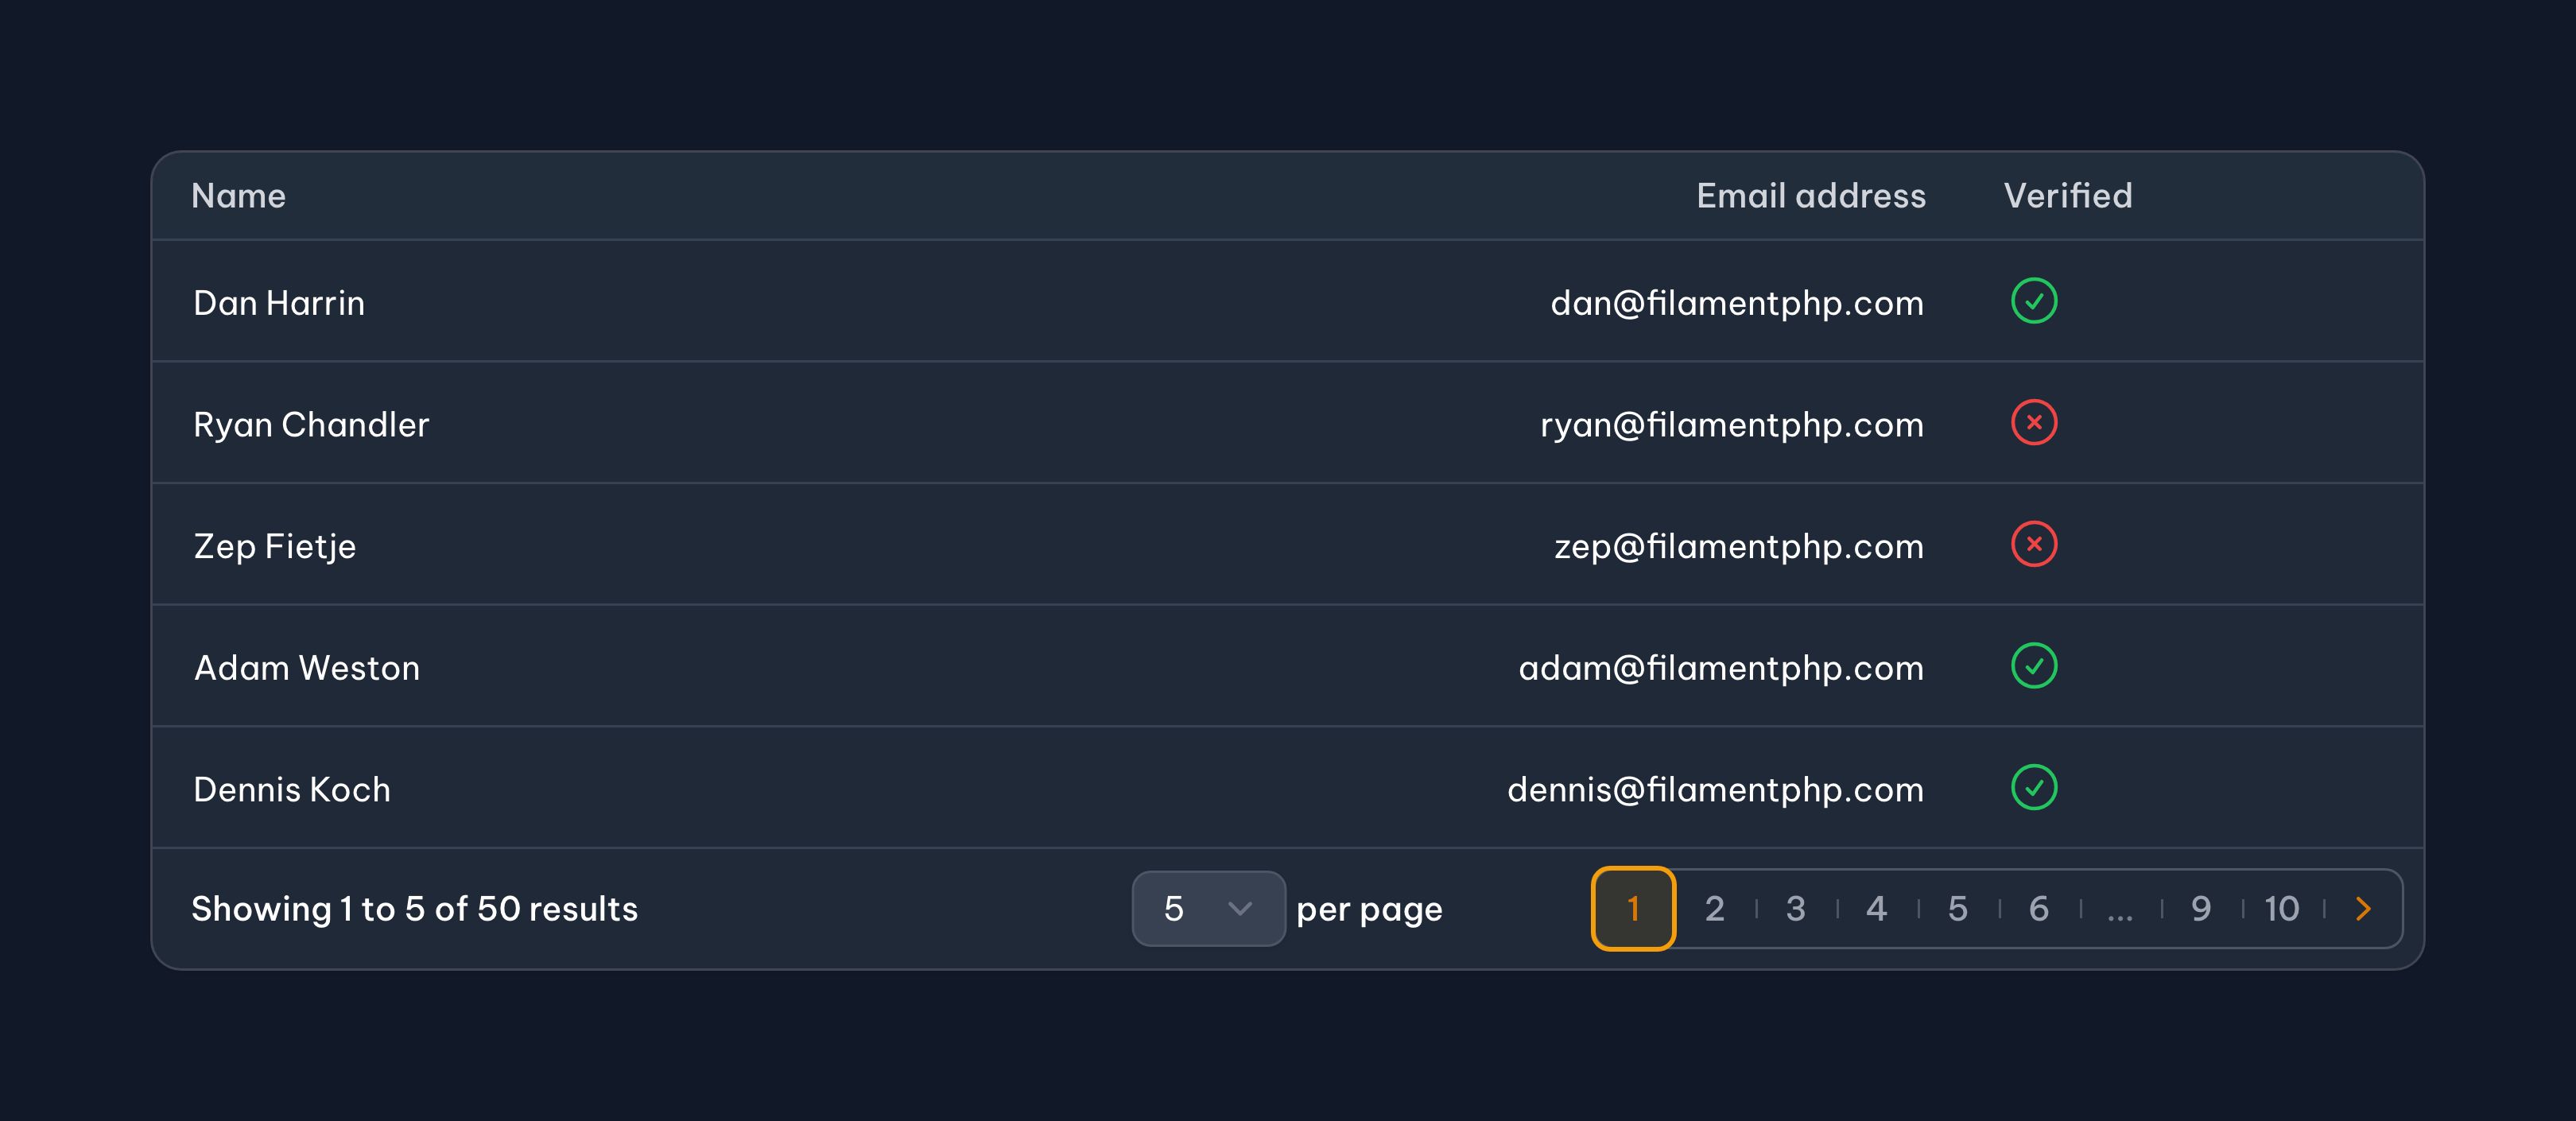 Name Email address Verified
Dan Harrin dan@filamentphp.com
Ryan Chandler ryan@filamentphp.com
Zep Fietje zep@filamentphp.com
Adam Weston adam@filamentphp.com
Dennis Koch dennis@filamentphp.com
Showing 1 to 5 of 50 results 5 per page 1 2 3 4 5 6 ... 9 10